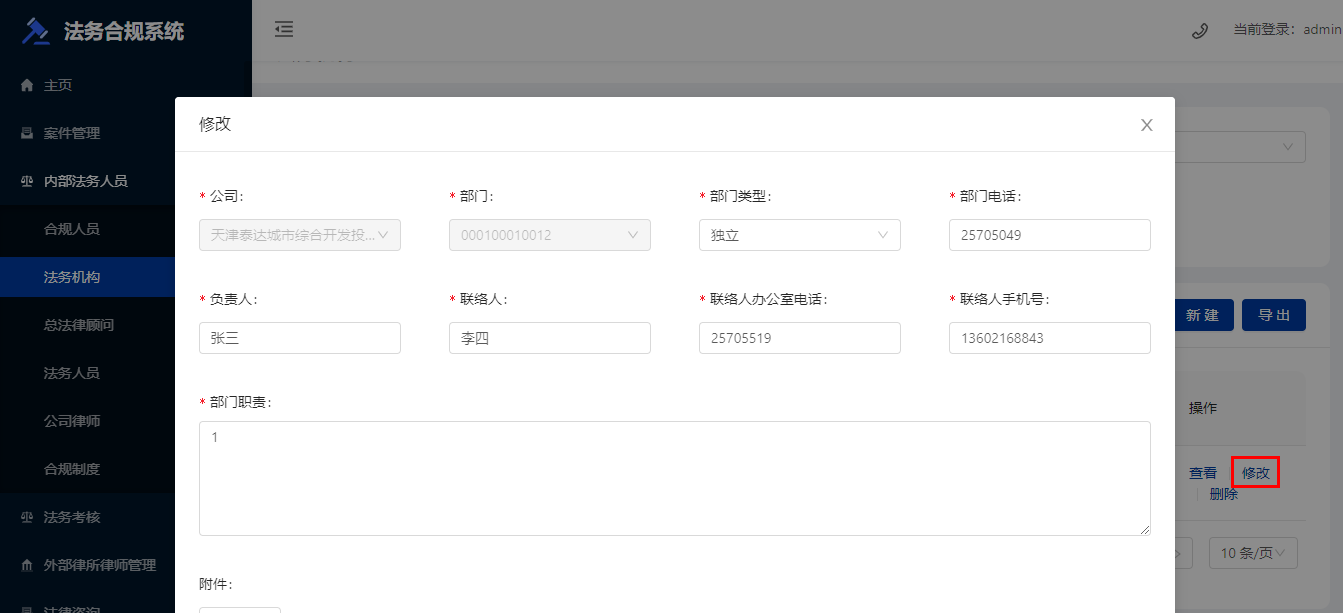 法务合规系统
当前登录：admin
主页
案件管理
内部法务人员
合规人员
法务机构
总法律顾问
法务人员
公司律师
合规制度
法务考核
外部律所律师管理
法律咨询
修改
* 公司：
* 部门：
* 部门类型：
* 部门电话：
天津泰达城市综合开发投...
000100010012
独立
25705049
* 负责人：
* 联络人：
* 联络人办公室电话：
* 联络人手机号：
张三
李四
25705519
13602168843
* 部门职责：
1
附件：
新 建
导 出
操作
查看
修改
删除
10 条/页